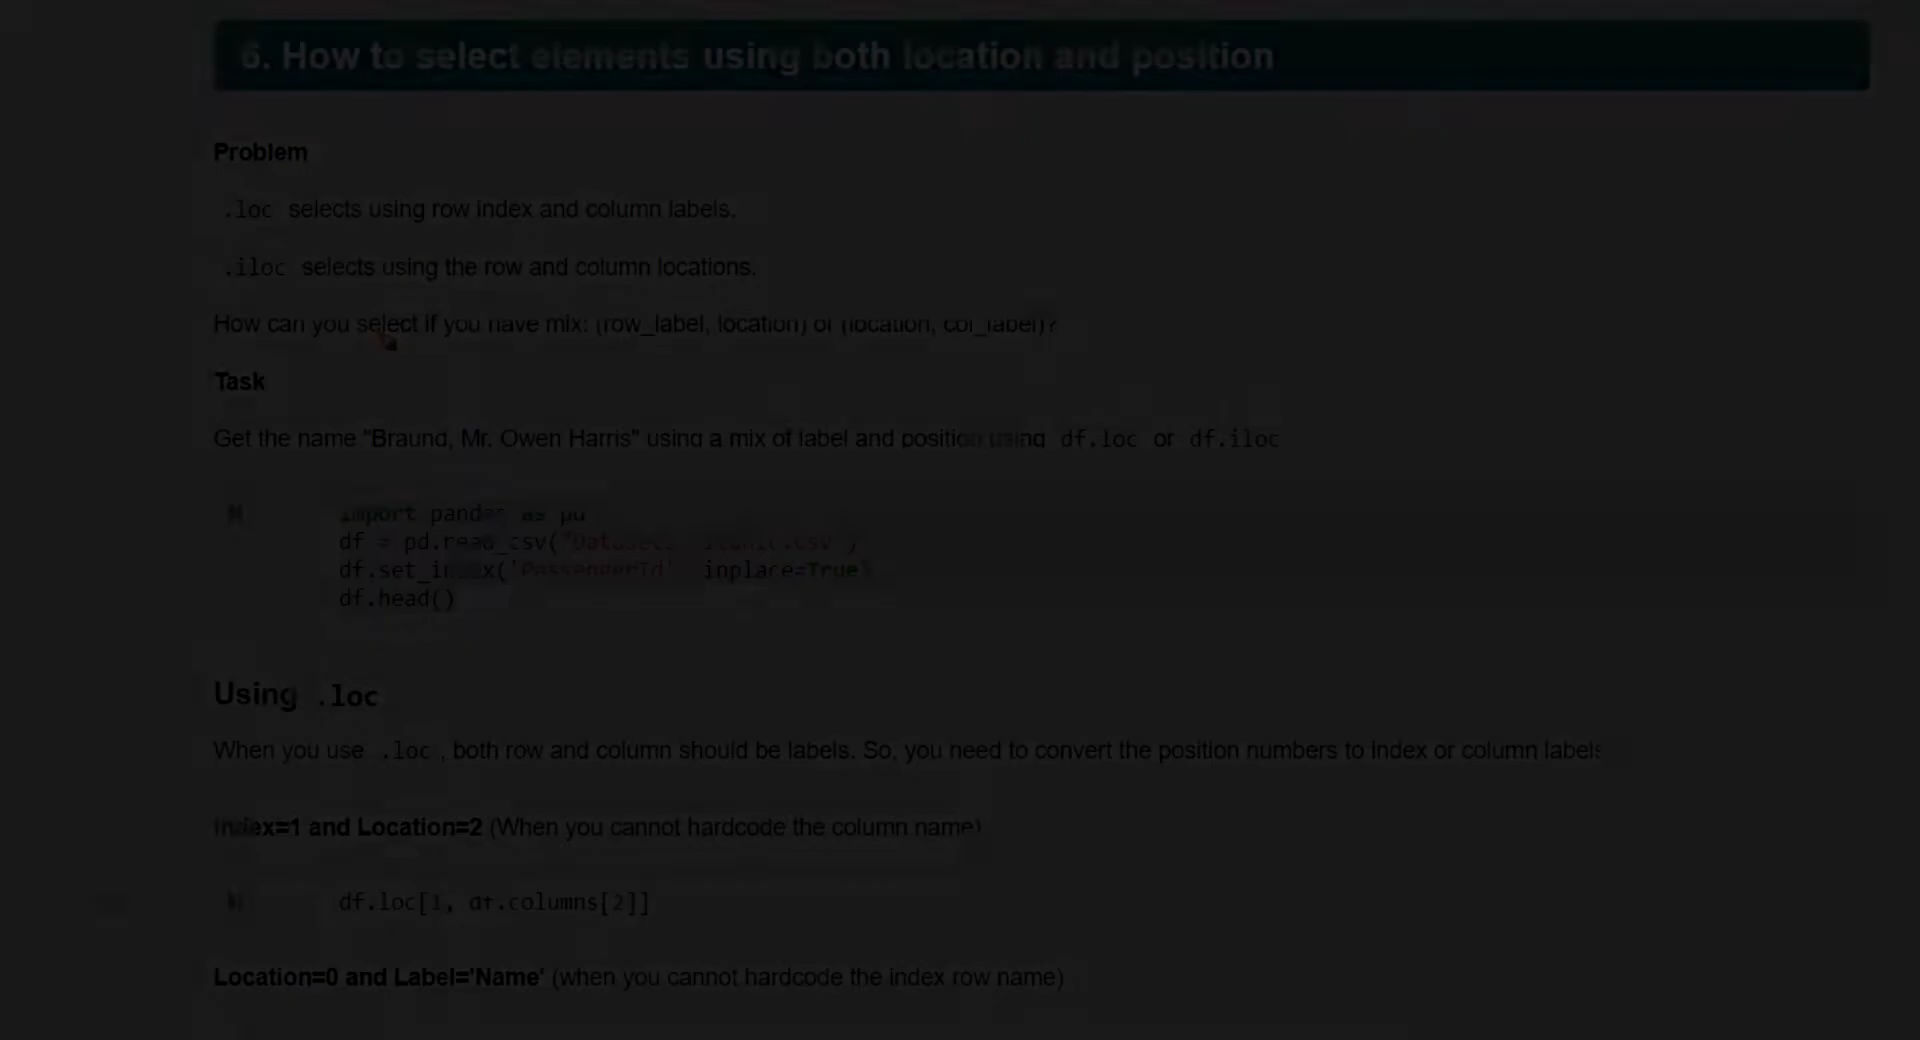 6. How to select elements using both location and position
Problem
.loc selects using row index and column labels.
.iloc selects using the row and column locations.
How can you select if you have mix: (row_label, location) or (location, col_label)?
Task
Get the name "Braund, Mr. Owen Harris" using a mix of label and position using df.loc or df.iloc
import pandas as pd
df = pd.read_csv("Datasets
df.set_index('PassengerId' inplace=True)
df.head()
Using .loc
When you use .loc , both row and column should be labels. So, you need to convert the position numbers to index or column labels
Index=1 and Location=2 (When you cannot hardcode the column name)
df.loc[1, df.columns[2]]
Location=0 and Label='Name' (when you cannot hardcode the index row name)